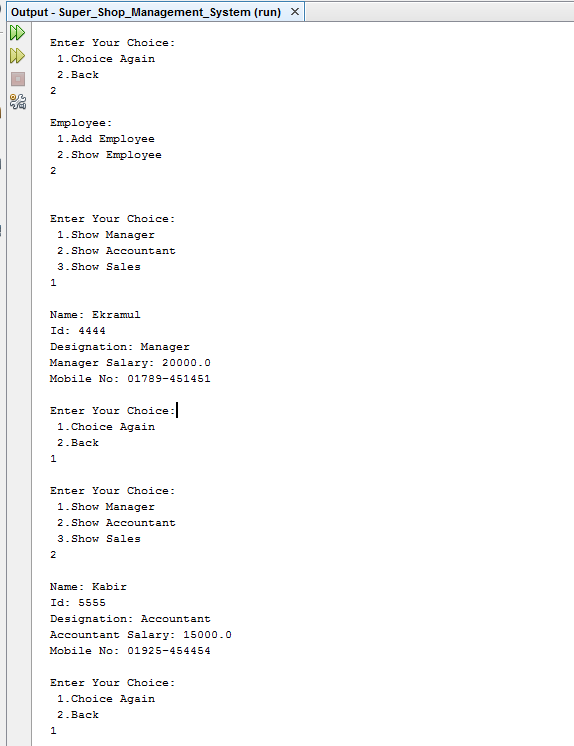 Output - Super_Shop_Management_System (run) ×
Enter Your Choice:
1.Choice Again
2.Back
2
Employee:
1.Add Employee
2.Show Employee
2
Enter Your Choice:
1.Show Manager
2.Show Accountant
3.Show Sales
1
Name: Ekramul
Id: 4444
Designation: Manager
Manager Salary: 20000.0
Mobile No: 01789-451451
Enter Your Choice:
1.Choice Again
2.Back
1
Enter Your Choice:
1.Show Manager
2.Show Accountant
3.Show Sales
2
Name: Kabir
Id: 5555
Designation: Accountant
Accountant Salary: 15000.0
Mobile No: 01925-454454
Enter Your Choice:
1.Choice Again
2.Back
1